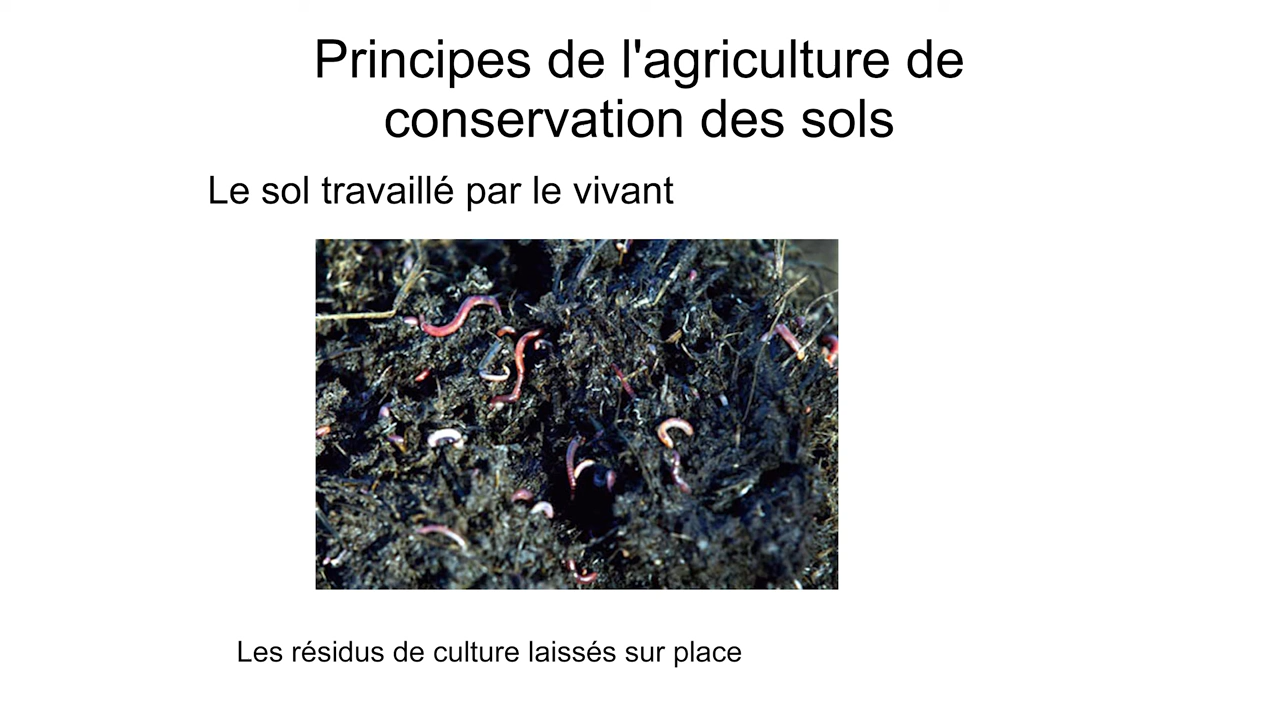 Principes de l'agriculture de
conservation des sols
Le sol travaillé par le vivant
Les résidus de culture laissés sur place